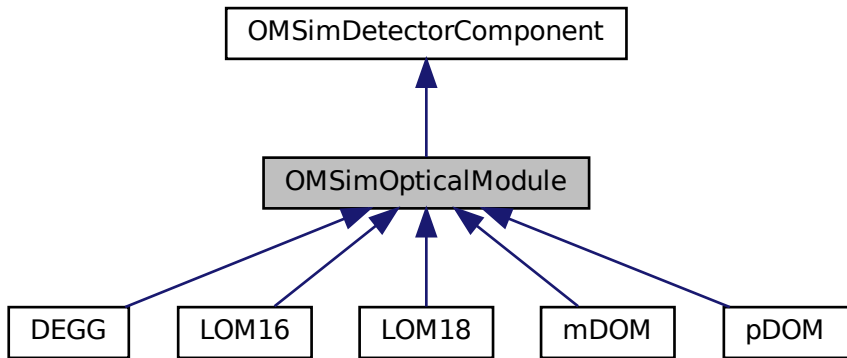 OMSimDetectorComponent
OMSimOpticalModule
DEGG
LOM16
LOM18
mDOM
pDOM